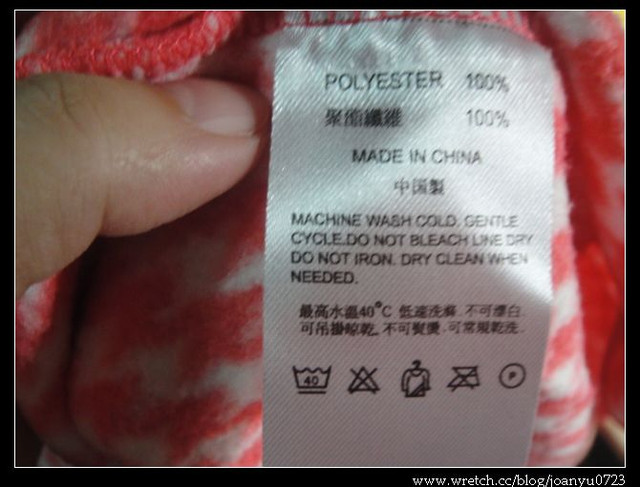 POLYESTER 100%
聚酯纖維 100%
MADE IN CHINA
中国製
MACHINE WASH COLD. GENTLE
CYCLE.DO NOT BLEACH LINE DRY
DO NOT IRON. DRY CLEAN WHEN
NEEDED.
最高水温40°C 低速洗滌.不可漂白.
可吊掛晾乾.不可熨燙.可常規乾洗.
40 P
www.wretch.cc/blog/joanyu0723